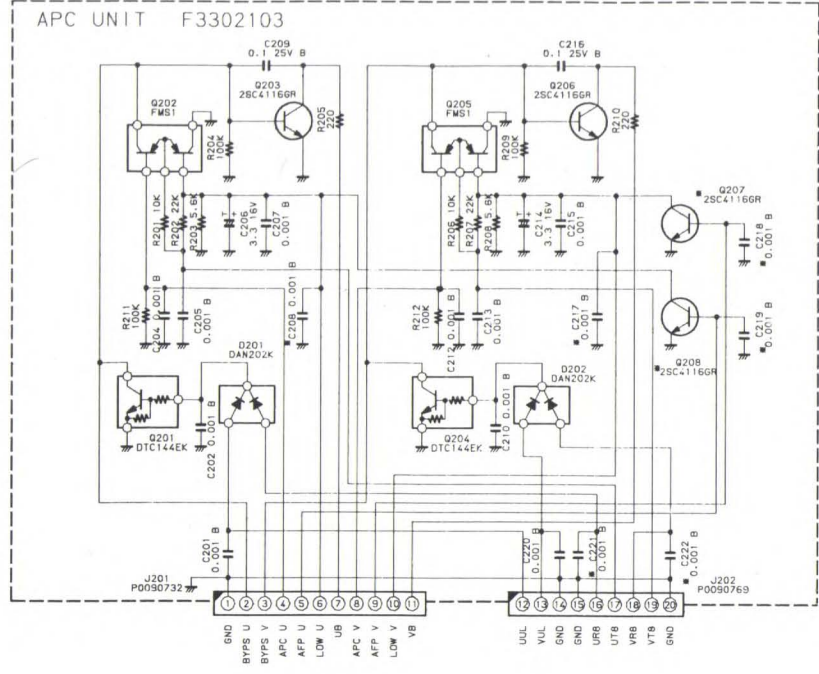 APC UNIT F3302103
C209
0.1 25V B
C216
0.1 25V B
Q203
2SC4116GR
Q206
2SC4116GR
Q202
FMS1
Q205
FMS1
R205
220
R210
220
R204
100K
R209
100K
Q207
2SC4116GR
R201 10K
R202 22K
R203 5.6K
C206
3.3 16V
C207
0.001 B
R206 10K
R207 22K
R208 5.6K
C214
3.3 16V
C215
0.001 B
C218
0.001 B
R211
100K
C204 0.001 B
C205
0.001 B
C208 0.001 B
R212
100K
C212 0.001 B
C213
0.001 B
C217
0.001 B
C219
0.001 B
D201
DAN202K
D202
DAN202K
Q208
2SC4116GR
Q201
DTC144EK
C202 0.001 B
Q204
DTC144EK
C210 0.001 B
C201
0.001 B
C220
0.001 B
C221
0.001 B
C222
0.001 B
J201
P0090732
J202
P0090769
1 2 3 4 5 6 7 8 9 10 11
12 13 14 15 16 17 18 19 20
GND
BYPS U
BYPS V
APC U
AFP U
LOW U
UB
APC V
AFP V
LOW V
VB
UUL
VUL
GND
GND
UR8
UT8
VR8
VT8
GND